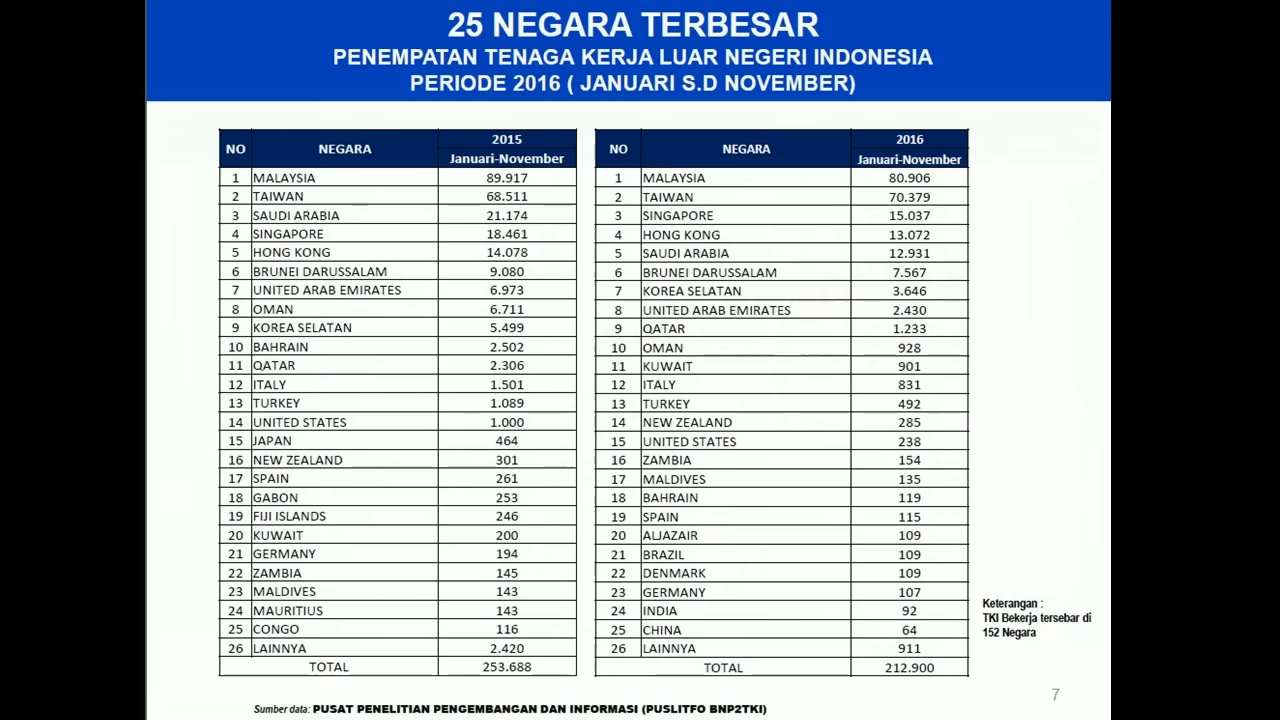 25 NEGARA TERBESAR
PENEMPATAN TENAGA KERJA LUAR NEGERI INDONESIA
PERIODE 2016 ( JANUARI S.D NOVEMBER)
NO NEGARA 2015
Januari-November
1 MALAYSIA 89.917
2 TAIWAN 68.511
3 SAUDI ARABIA 21.174
4 SINGAPORE 18.461
5 HONG KONG 14.078
6 BRUNEI DARUSSALAM 9.080
7 UNITED ARAB EMIRATES 6.973
8 OMAN 6.711
9 KOREA SELATAN 5.499
10 BAHRAIN 2.502
11 QATAR 2.306
12 ITALY 1.501
13 TURKEY 1.089
14 UNITED STATES 1.000
15 JAPAN 464
16 NEW ZEALAND 301
17 SPAIN 261
18 GABON 253
19 FIJI ISLANDS 246
20 KUWAIT 200
21 GERMANY 194
22 ZAMBIA 145
23 MALDIVES 143
24 MAURITIUS 143
25 CONGO 116
26 LAINNYA 2.420
TOTAL 253.688
NO NEGARA 2016
Januari-November
1 MALAYSIA 80.906
2 TAIWAN 70.379
3 SINGAPORE 15.037
4 HONG KONG 13.072
5 SAUDI ARABIA 12.931
6 BRUNEI DARUSSALAM 7.567
7 KOREA SELATAN 3.646
8 UNITED ARAB EMIRATES 2.430
9 QATAR 1.233
10 OMAN 928
11 KUWAIT 901
12 ITALY 831
13 TURKEY 492
14 NEW ZEALAND 285
15 UNITED STATES 238
16 ZAMBIA 154
17 MALDIVES 135
18 BAHRAIN 119
19 SPAIN 115
20 ALJAZAIR 109
21 BRAZIL 109
22 DENMARK 109
23 GERMANY 107
24 INDIA 92
25 CHINA 64
26 LAINNYA 911
TOTAL 212.900
Keterangan :
TKI Bekerja tersebar di
152 Negara
7
Sumber data: PUSAT PENELITIAN PENGEMBANGAN DAN INFORMASI (PUSLITFO BNP2TKI)